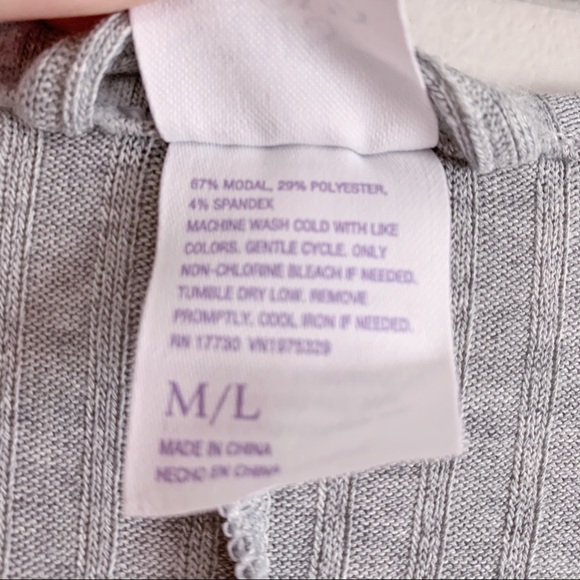 67% MODAL, 29% POLYESTER,
4% SPANDEX
MACHINE WASH COLD WITH LIKE
COLORS. GENTLE CYCLE. ONLY
NON-CHLORINE BLEACH IF NEEDED.
TUMBLE DRY LOW. REMOVE
PROMPTLY. COOL IRON IF NEEDED.
RN 17730 VN1975329
M/L
MADE IN CHINA
HECHO EN CHINA